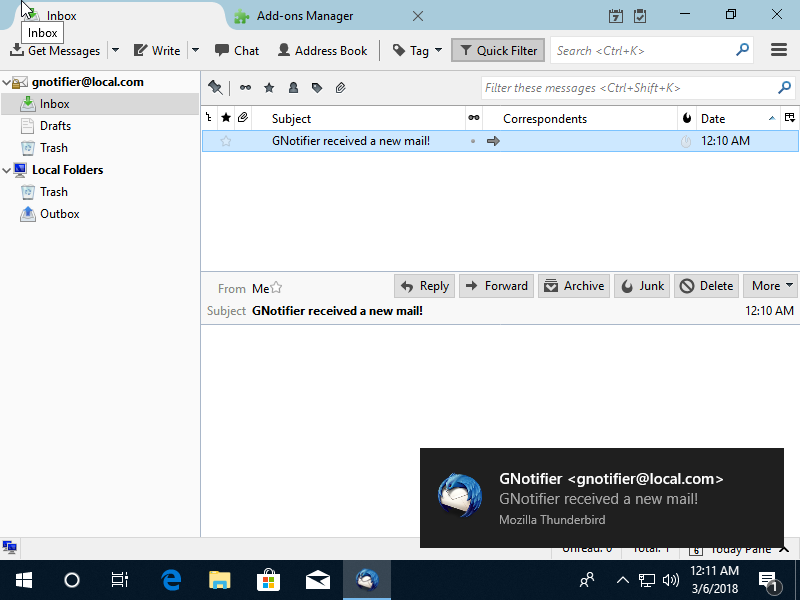 Inbox
Add-ons Manager
Inbox
Get Messages
Write
Chat
Address Book
Tag
Quick Filter
Search <Ctrl+K>
gnotifier@local.com
Inbox
Drafts
Trash
Local Folders
Trash
Outbox
Filter these messages <Ctrl+Shift+K>
Subject
Correspondents
Date
GNotifier received a new mail!
12:10 AM
From Me
Reply
Forward
Archive
Junk
Delete
More
Subject GNotifier received a new mail!
12:10 AM
GNotifier <gnotifier@local.com>
GNotifier received a new mail!
Mozilla Thunderbird
Unread: 0
Total: 1
6
Today Pane
12:11 AM
3/6/2018
1